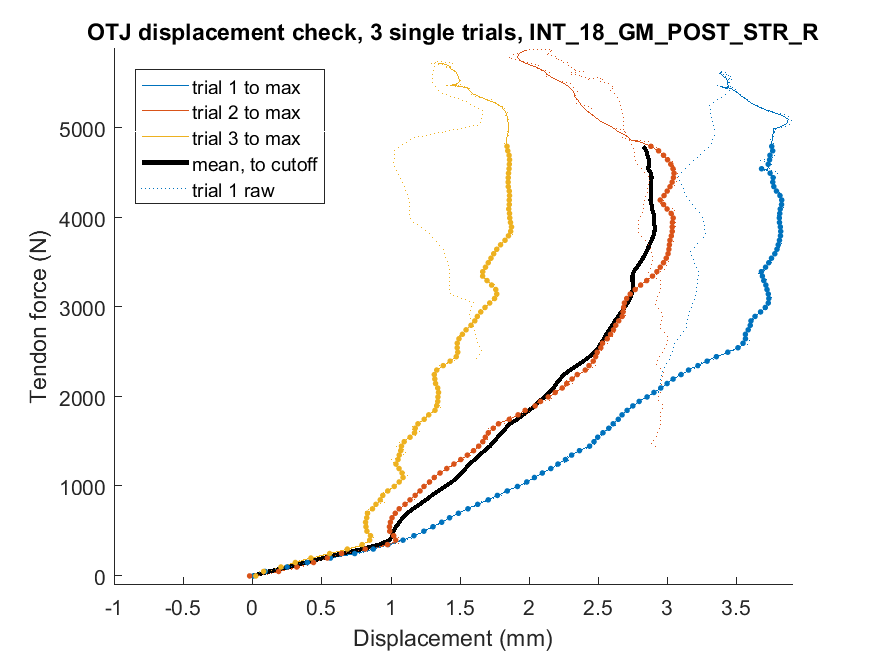 OTJ displacement check, 3 single trials, INT_18_GM_POST_STR_R
trial 1 to max
trial 2 to max
trial 3 to max
mean, to cutoff
trial 1 raw
Tendon force (N)
5000
4000
3000
2000
1000
0
-1 -0.5 0 0.5 1 1.5 2 2.5 3 3.5
Displacement (mm)